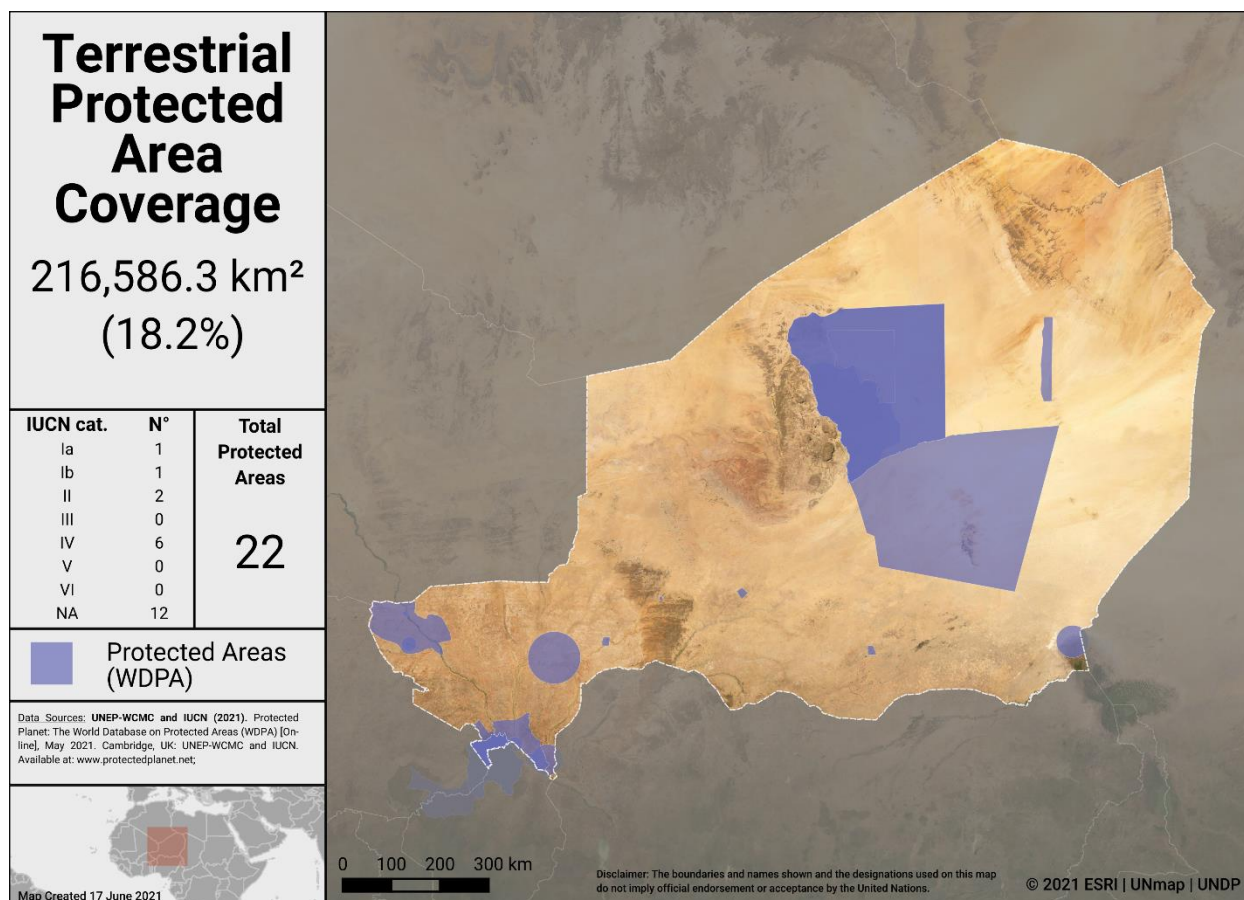 Terrestrial
Protected
Area
Coverage
216,586.3 km²
(18.2%)
IUCN cat. N°
Ia 1
Ib 1
II 2
III 0
IV 6
V 0
VI 0
NA 12
Total
Protected
Areas
22
Protected Areas
(WDPA)
Data Sources: UNEP-WCMC and IUCN (2021). Protected
Planet: The World Database on Protected Areas (WDPA) [On-
line], May 2021. Cambridge, UK: UNEP-WCMC and IUCN.
Available at: www.protectedplanet.net;
Map Created 17 June 2021
0 100 200 300 km
Disclaimer: The boundaries and names shown and the designations used on this map
do not imply official endorsement or acceptance by the United Nations.
© 2021 ESRI | UNmap | UNDP